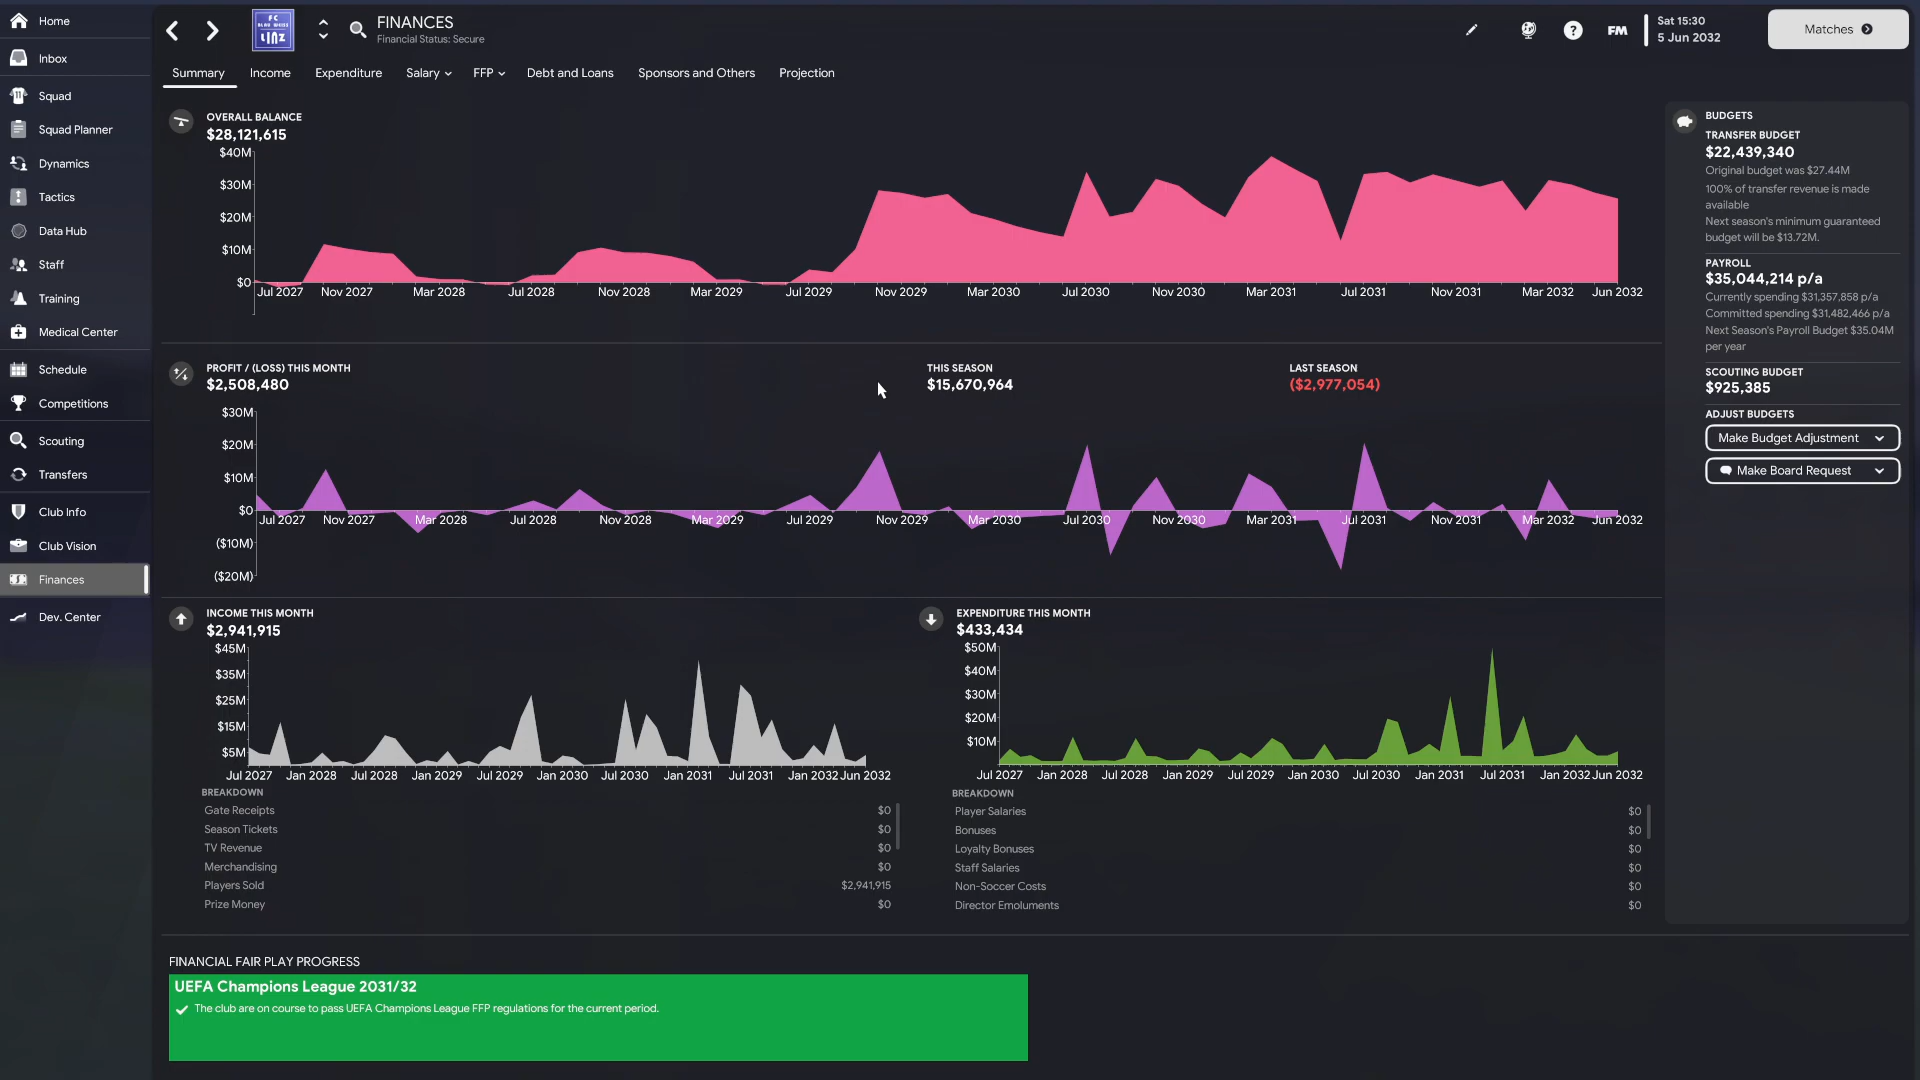 Home
Inbox
Squad
Squad Planner
Dynamics
Tactics
Data Hub
Staff
Training
Medical Center
Schedule
Competitions
Scouting
Transfers
Club Info
Club Vision
Finances
Dev. Center
FC
BLAU WEISS
LINZ
FINANCES
Financial Status: Secure
FM
Sat 15:30
5 Jun 2032
Matches
Summary Income Expenditure Salary FFP Debt and Loans Sponsors and Others Projection
OVERALL BALANCE
$28,121,615
$40M
$30M
$20M
$10M
$0
Jul 2027 Nov 2027 Mar 2028 Jul 2028 Nov 2028 Mar 2029 Jul 2029 Nov 2029 Mar 2030 Jul 2030 Nov 2030 Mar 2031 Jul 2031 Nov 2031 Mar 2032 Jun 2032
PROFIT / (LOSS) THIS MONTH
$2,508,480
THIS SEASON
$15,670,964
LAST SEASON
($2,977,054)
$30M
$20M
$10M
$0
($10M)
($20M)
Jul 2027 Nov 2027 Mar 2028 Jul 2028 Nov 2028 Mar 2029 Jul 2029 Nov 2029 Mar 2030 Jul 2030 Nov 2030 Mar 2031 Jul 2031 Nov 2031 Mar 2032 Jun 2032
INCOME THIS MONTH
$2,941,915
$45M
$35M
$25M
$15M
$5M
Jul 2027 Jan 2028 Jul 2028 Jan 2029 Jul 2029 Jan 2030 Jul 2030 Jan 2031 Jul 2031 Jan 2032 Jun 2032
BREAKDOWN
Gate Receipts $0
Season Tickets $0
TV Revenue $0
Merchandising $0
Players Sold $2,941,915
Prize Money $0
EXPENDITURE THIS MONTH
$433,434
$50M
$40M
$30M
$20M
$10M
Jul 2027 Jan 2028 Jul 2028 Jan 2029 Jul 2029 Jan 2030 Jul 2030 Jan 2031 Jul 2031 Jan 2032 Jun 2032
BREAKDOWN
Player Salaries $0
Bonuses $0
Loyalty Bonuses $0
Staff Salaries $0
Non-Soccer Costs $0
Director Emoluments $0
FINANCIAL FAIR PLAY PROGRESS
UEFA Champions League 2031/32
The club are on course to pass UEFA Champions League FFP regulations for the current period.
BUDGETS
TRANSFER BUDGET
$22,439,340
Original budget was $27.44M
100% of transfer revenue is made
available
Next season's minimum guaranteed
budget will be $13.72M.
PAYROLL
$35,044,214 p/a
Currently spending $31,357,858 p/a
Committed spending $31,482,466 p/a
Next Season's Payroll Budget $35.04M
per year
SCOUTING BUDGET
$925,385
ADJUST BUDGETS
Make Budget Adjustment
Make Board Request